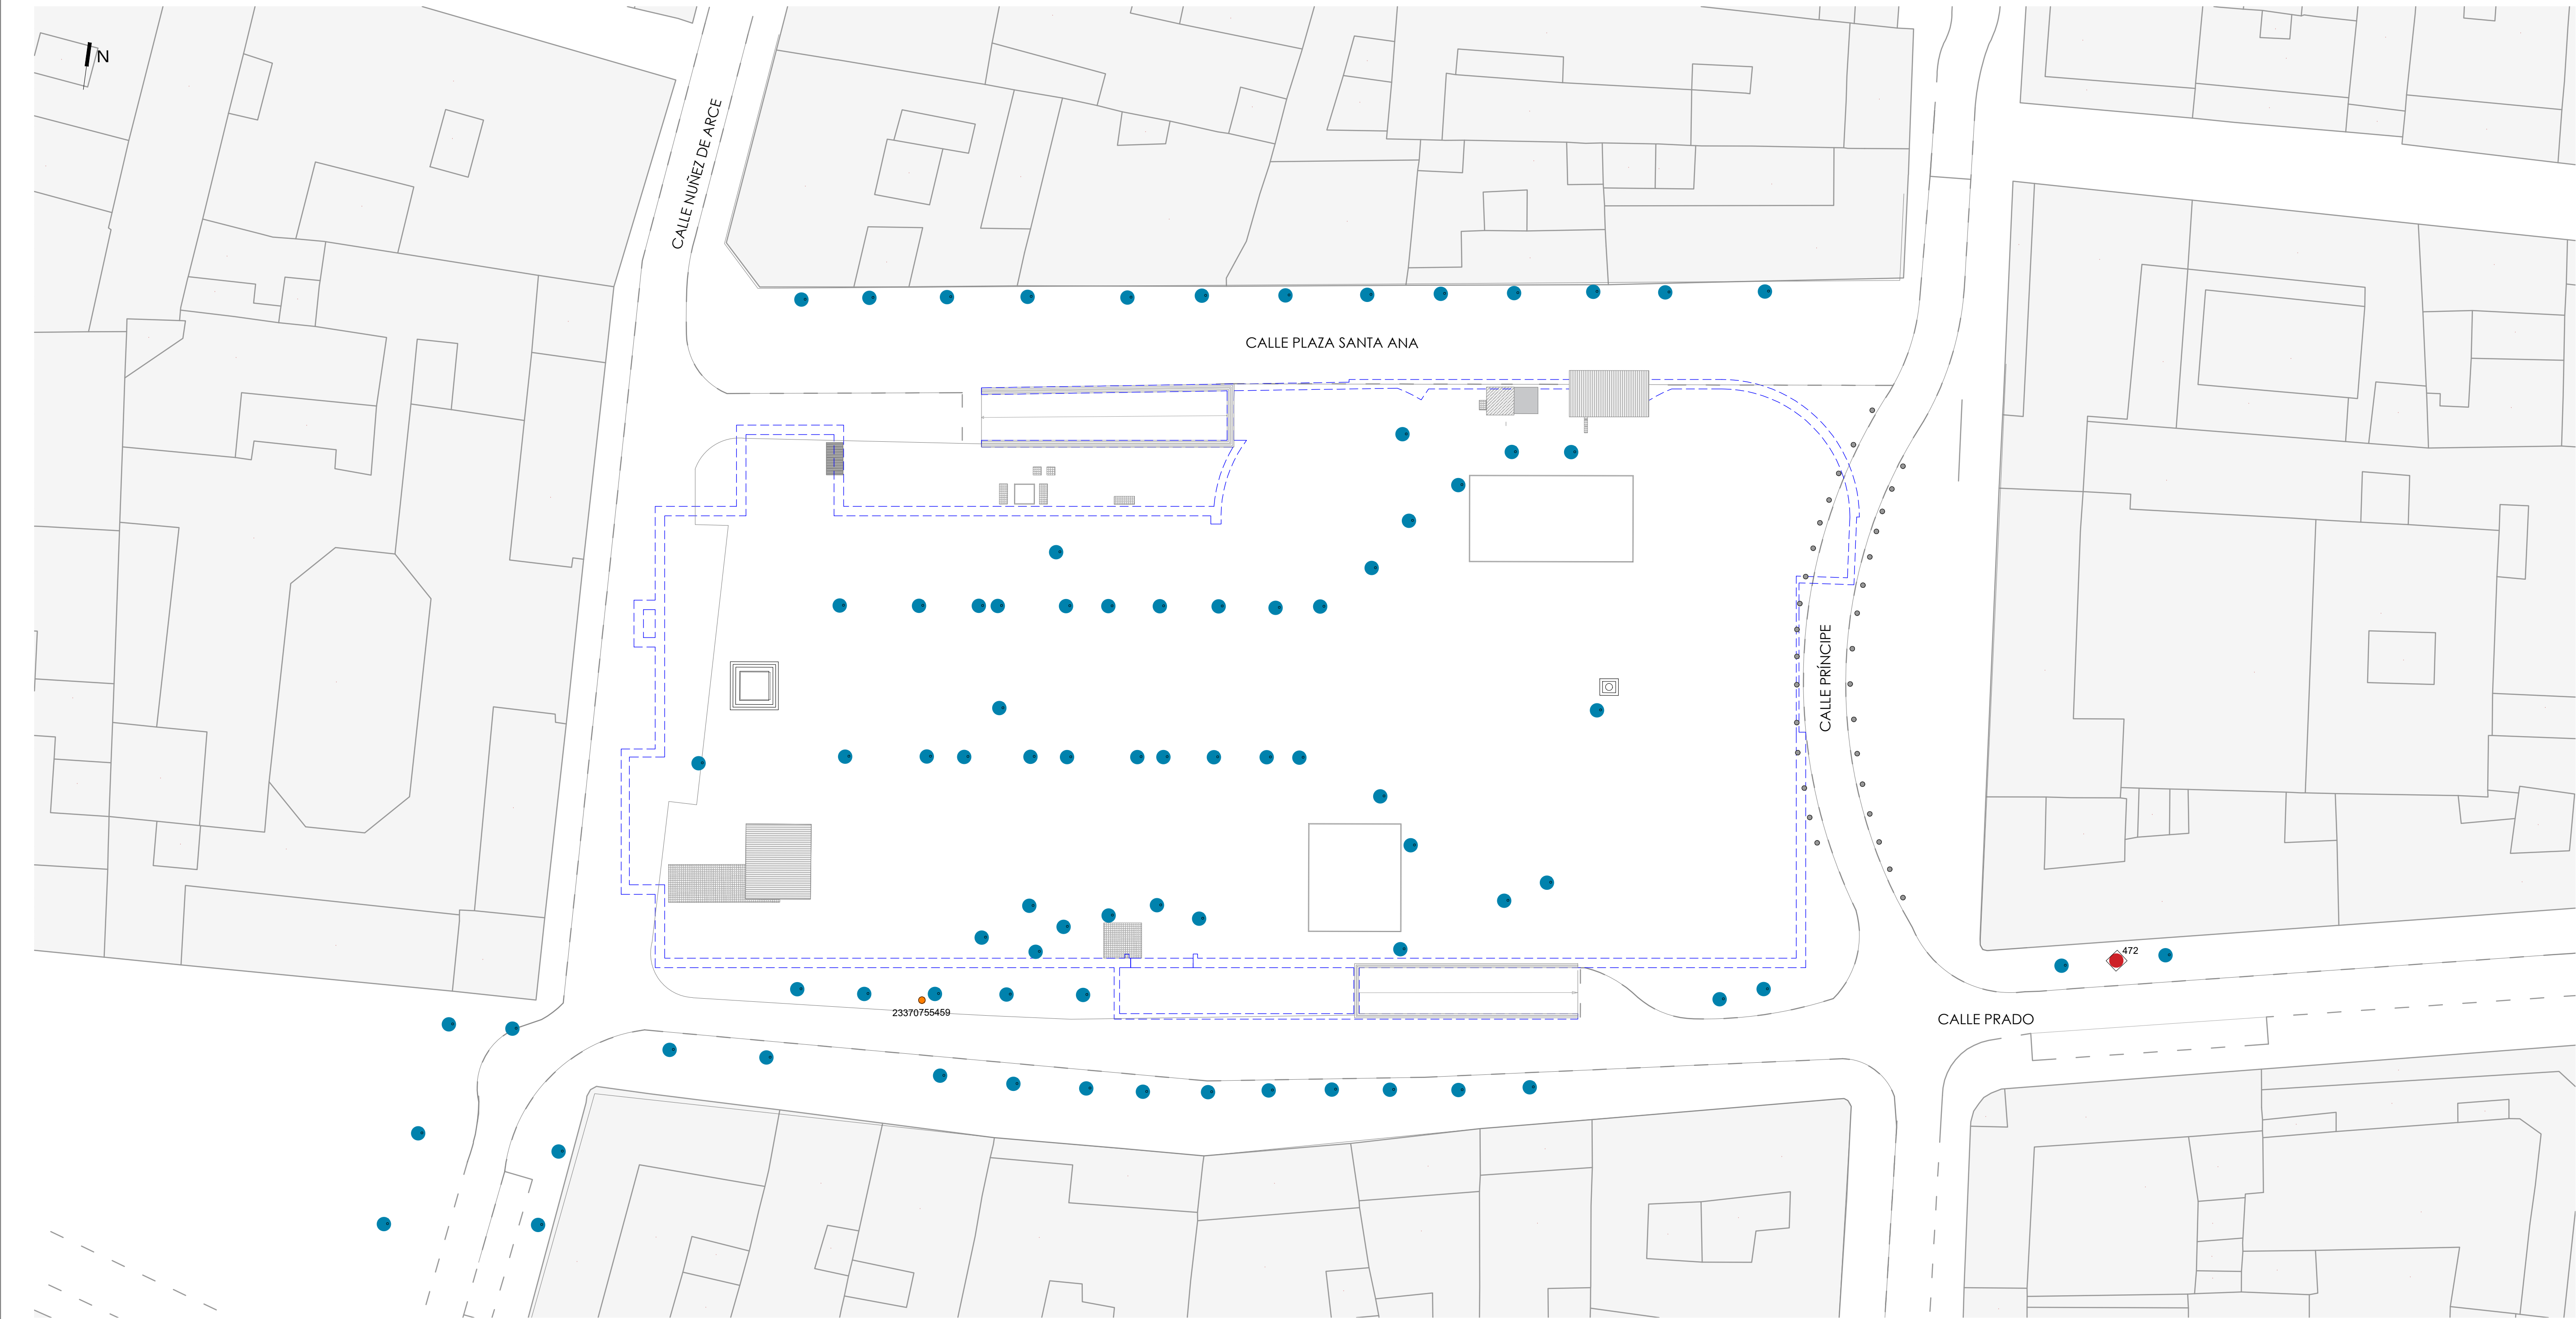 N
CALLE NUÑEZ DE ARCE
CALLE PLAZA SANTA ANA
CALLE PRÍNCIPE
472
23370755459
CALLE PRADO